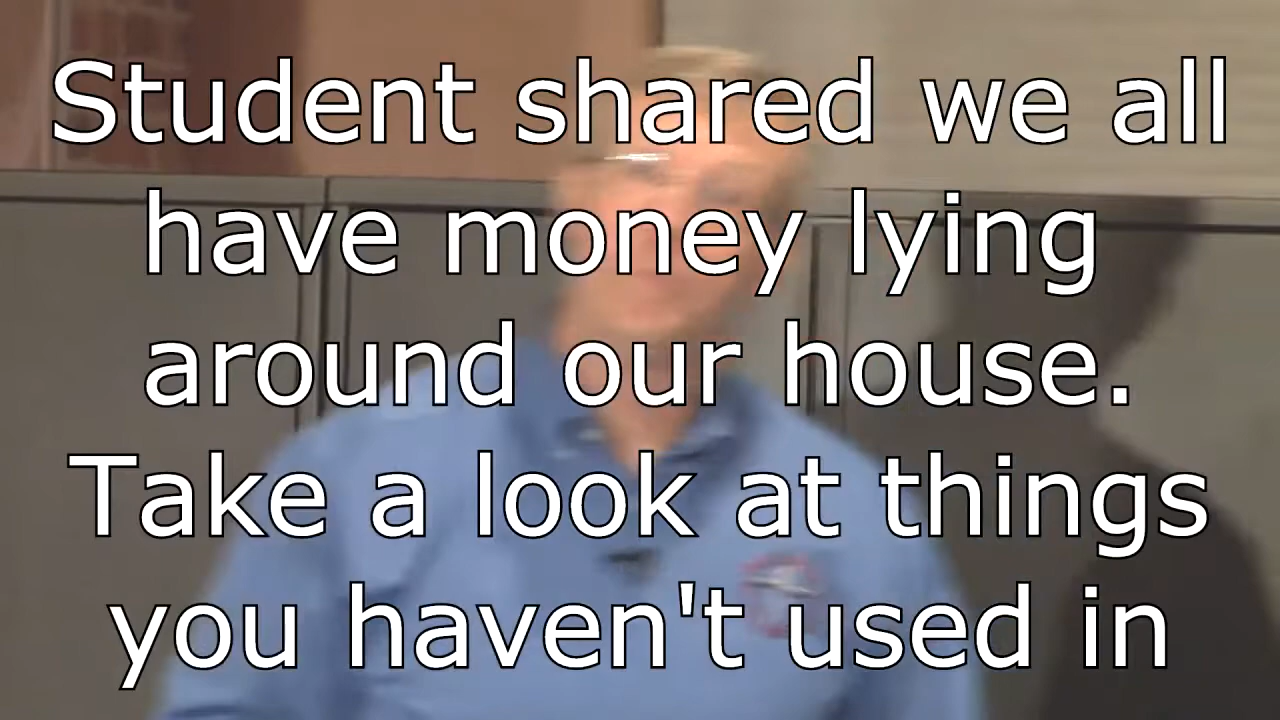 Student shared we all
have money lying
around our house.
Take a look at things
you haven't used in